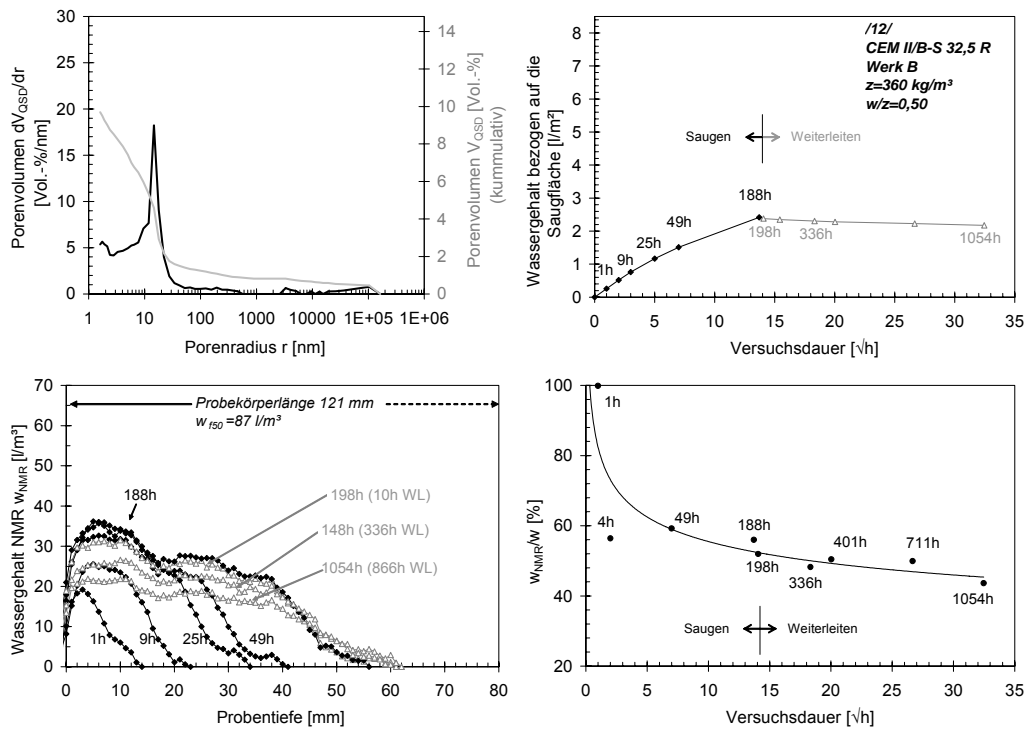 30
25
20
15
10
5
0
14
12
10
8
6
4
2
0
1
10
100
1000
10000
1E+05
1E+06
Porenvolumen dV_QSD/dr
[Vol.-%/nm]
Porenvolumen V_QSD [Vol.-%]
(kummulativ)
Porenradius r [nm]
8
7
6
5
4
3
2
1
0
0
5
10
15
20
25
30
35
Wassergehalt bezogen auf die
Saugfläche [l/m²]
Versuchsdauer [√h]
/12/
CEM II/B-S 32,5 R
Werk B
z=360 kg/m³
w/z=0,50
Saugen
Weiterleiten
1h
9h
25h
49h
188h
198h
336h
1054h
70
60
50
40
30
20
10
0
0
10
20
30
40
50
60
70
80
Wassergehalt NMR w_NMR [l/m³]
Probentiefe [mm]
Probekörperlänge 121 mm
w_f50 =87 l/m³
188h
198h (10h WL)
148h (336h WL)
1054h (866h WL)
1h
9h
25h
49h
100
80
60
40
20
0
5
10
15
20
25
30
35
w_NMR/w [%]
Versuchsdauer [√h]
1h
4h
49h
188h
198h
336h
401h
711h
1054h
Saugen
Weiterleiten